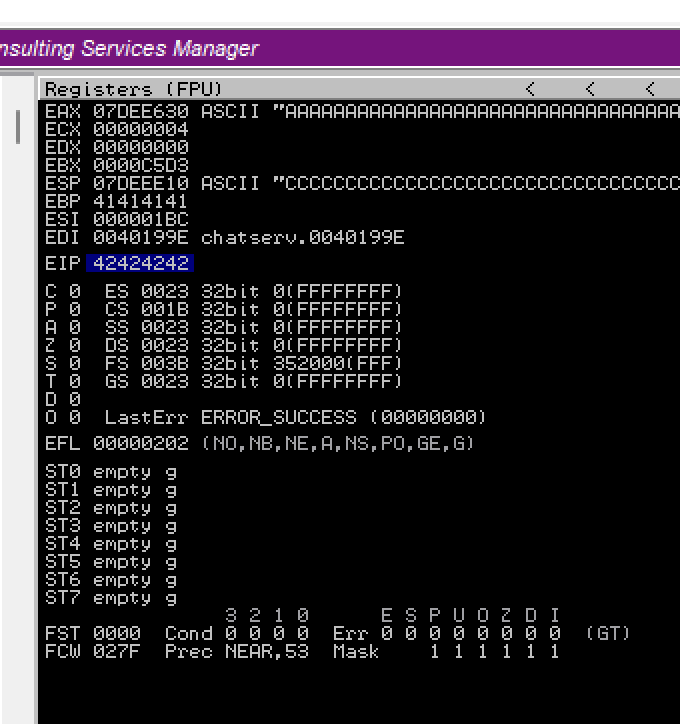 nsulting Services Manager
Registers (FPU) < < <
EAX 07DEE630 ASCII "AAAAAAAAAAAAAAAAAAAAAAAAAAAAAAAAA
ECX 00000004
EDX 00000000
EBX 0000C5D3
ESP 07DEEE10 ASCII "CCCCCCCCCCCCCCCCCCCCCCCCCCCCCCCCC
EBP 41414141
ESI 000001BC
EDI 0040199E chatserv.0040199E
EIP 42424242
C 0 ES 0023 32bit 0(FFFFFFFF)
P 0 CS 001B 32bit 0(FFFFFFFF)
A 0 SS 0023 32bit 0(FFFFFFFF)
Z 0 DS 0023 32bit 0(FFFFFFFF)
S 0 FS 003B 32bit 352000(FFF)
T 0 GS 0023 32bit 0(FFFFFFFF)
D 0
O 0 LastErr ERROR_SUCCESS (00000000)
EFL 00000202 (NO,NB,NE,A,NS,PO,GE,G)
ST0 empty g
ST1 empty g
ST2 empty g
ST3 empty g
ST4 empty g
ST5 empty g
ST6 empty g
ST7 empty g
3 2 1 0 E S P U O Z D I
FST 0000 Cond 0 0 0 0 Err 0 0 0 0 0 0 0 0 (GT)
FCW 027F Prec NEAR,53 Mask 1 1 1 1 1 1